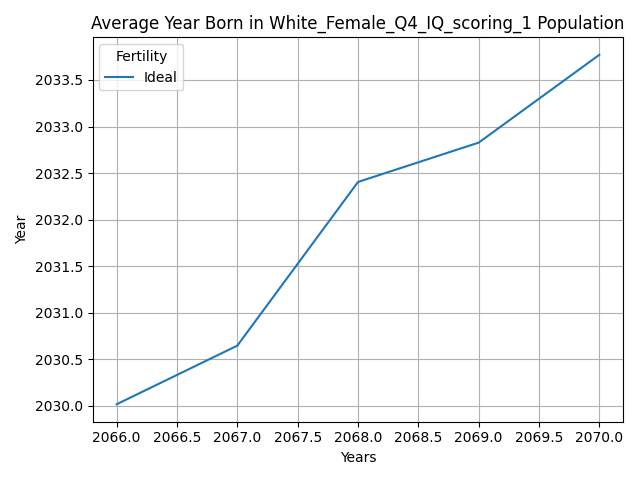 Average Year Born in White_Female_Q4_IQ_scoring_1 Population
Fertility
Ideal
2033.5
2033.0
2032.5
2032.0
2031.5
2031.0
2030.5
2030.0
Year
2066.0 2066.5 2067.0 2067.5 2068.0 2068.5 2069.0 2069.5 2070.0
Years